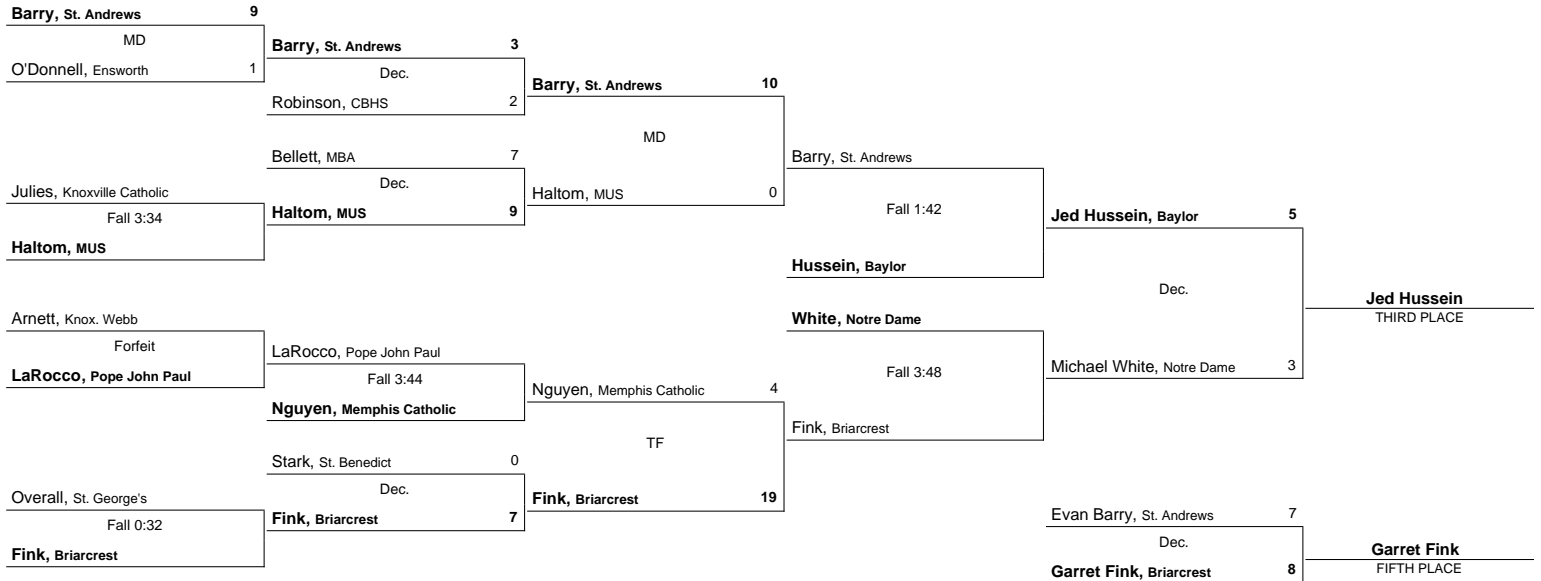 Barry, St. Andrews 9
MD
O'Donnell, Ensworth 1
Julies, Knoxville Catholic
Fall 3:34
Haltom, MUS
Arnett, Knox. Webb
Forfeit
LaRocco, Pope John Paul
Overall, St. George's
Fall 0:32
Fink, Briarcrest
Barry, St. Andrews 3
Dec.
Robinson, CBHS 2
Bellett, MBA 7
Dec.
Haltom, MUS 9
LaRocco, Pope John Paul
Fall 3:44
Nguyen, Memphis Catholic
Stark, St. Benedict 0
Dec.
Fink, Briarcrest 7
Barry, St. Andrews 10
MD
Haltom, MUS 0
Nguyen, Memphis Catholic 4
TF
Fink, Briarcrest 19
Barry, St. Andrews
Fall 1:42
Hussein, Baylor
White, Notre Dame
Fall 3:48
Fink, Briarcrest
Jed Hussein, Baylor 5
Dec.
Michael White, Notre Dame 3
Jed Hussein
THIRD PLACE
Evan Barry, St. Andrews 7
Dec.
Garret Fink, Briarcrest 8
Garret Fink
FIFTH PLACE